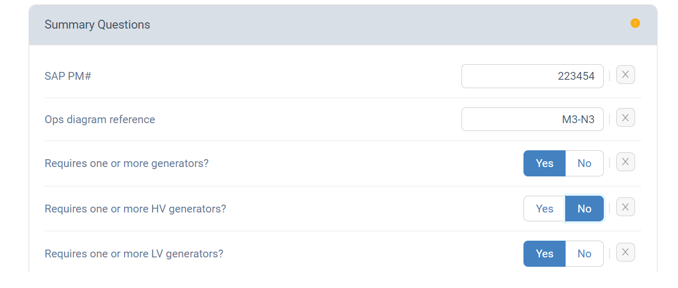 Summary Questions
SAP PM# 223454 X
Ops diagram reference M3-N3 X
Requires one or more generators? Yes No X
Requires one or more HV generators? Yes No X
Requires one or more LV generators? Yes No X